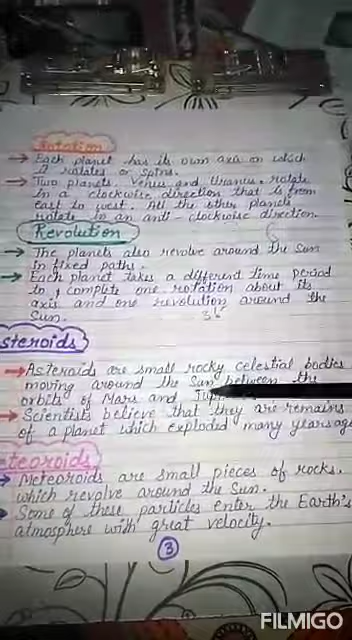 Rotation
→ Each planet has its own axis on which
it rotates or spins.
→ Two planets, Venus and Uranus rotate
in a clockwise direction that is from
east to west. All the other planets
rotate in an anti-clockwise direction.
Revolution
→ The planets also revolve around the Sun
in fixed paths.
→ Each planet takes a different time period
to complete one rotation about its
axis and one revolution around the
Sun.
steroids
→ Asteroids are small rocky celestial bodies
moving around the Sun between the
orbits of Mars and
→ Scientists believe that they are remains
of a planet which exploded many years ago
eteoroids
→ Meteoroids are small pieces of rocks,
which revolve around the Sun.
Some of these particles enter the Earth's
atmosphere with great velocity.
3
FILMIGO